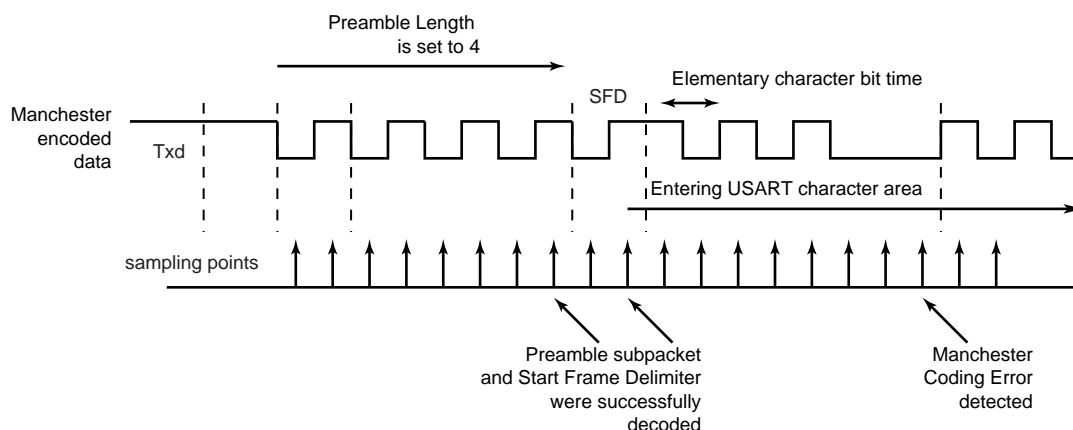 Preamble Length
is set to 4
Elementary character bit time
SFD
Manchester
encoded
data
Txd
Entering USART character area
sampling points
Preamble subpacket
and Start Frame Delimiter
were successfully
decoded
Manchester
Coding Error
detected